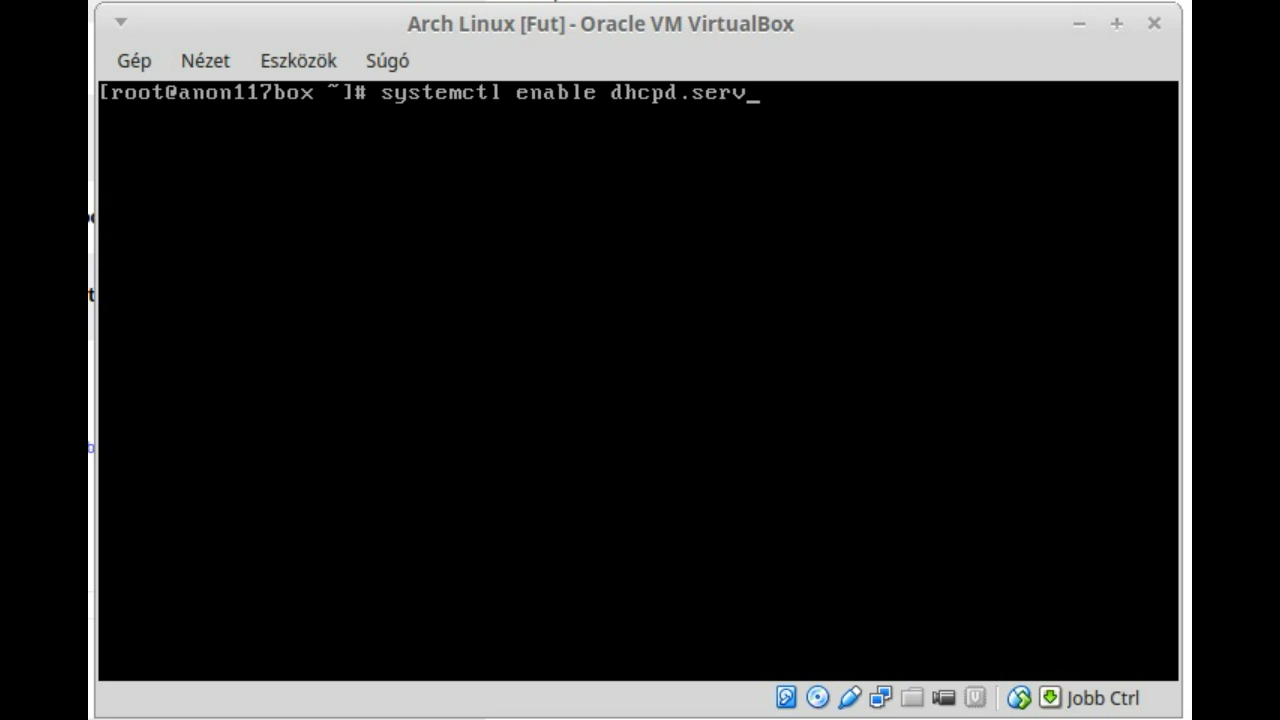 Arch Linux [Fut] - Oracle VM VirtualBox
Gép Nézet Eszközök Súgó
[root@anon117box ~]# systemctl enable dhcpd.serv_
Jobb Ctrl